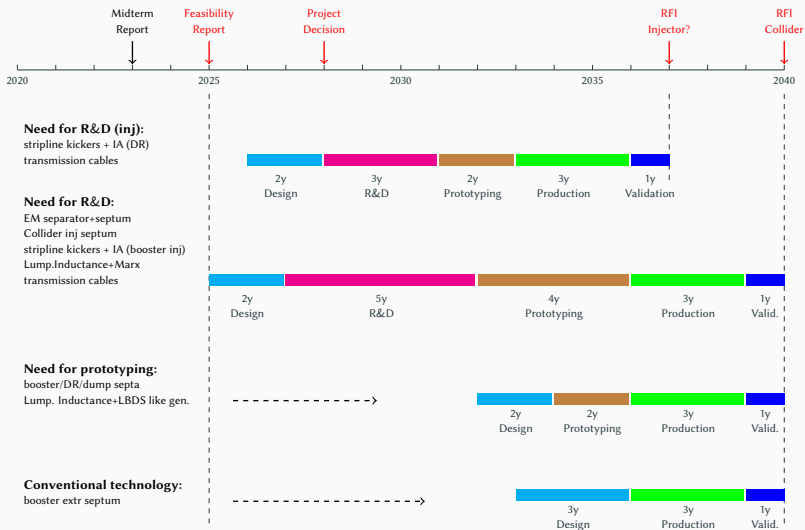 Midterm
Report
Feasibility
Report
Project
Decision
RFI
Injector?
RFI
Collider
2020
2025
2030
2035
2040
Need for R&D (inj):
stripline kickers + IA (DR)
transmission cables
2y
Design
3y
R&D
2y
Prototyping
3y
Production
1y
Validation
Need for R&D:
EM separator+septum
Collider inj septum
stripline kickers + IA (booster inj)
Lump.Inductance+Marx
transmission cables
2y
Design
5y
R&D
4y
Prototyping
3y
Production
1y
Valid.
Need for prototyping:
booster/DR/dump septa
Lump. Inductance+LBDS like gen.
2y
Design
2y
Prototyping
3y
Production
1y
Valid.
Conventional technology:
booster extr septum
3y
Design
3y
Production
1y
Valid.